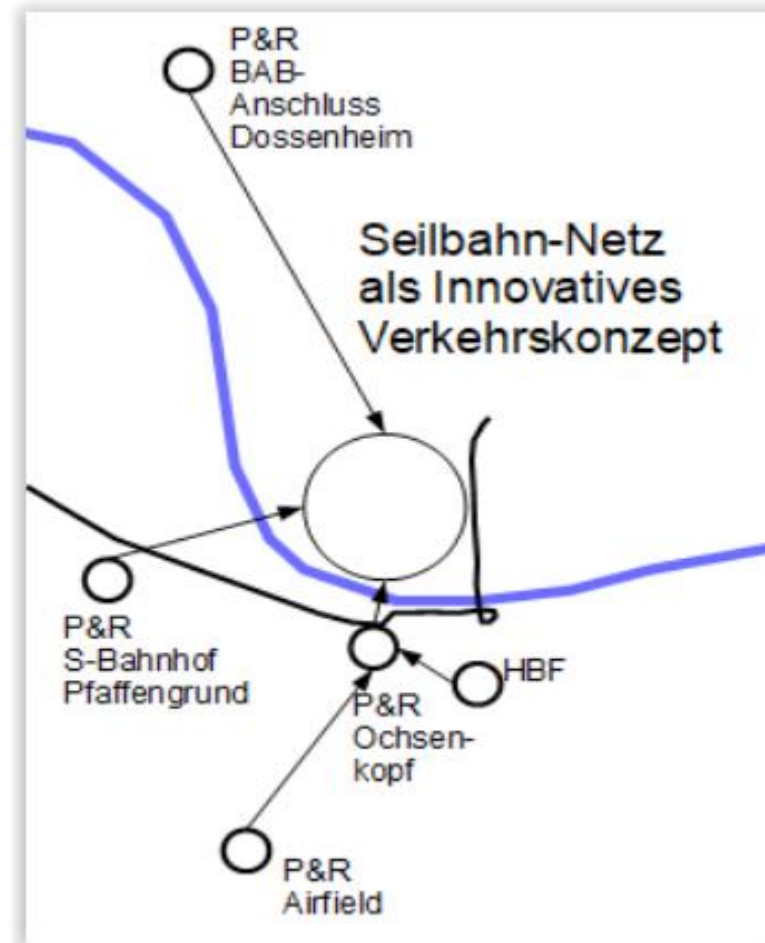 P&R
BAB-
Anschluss
Dossenheim
Seilbahn-Netz
als Innovatives
Verkehrskonzept
P&R
S-Bahnhof
Pfaffengrund
HBF
P&R
Ochsen-
kopf
P&R
Airfield